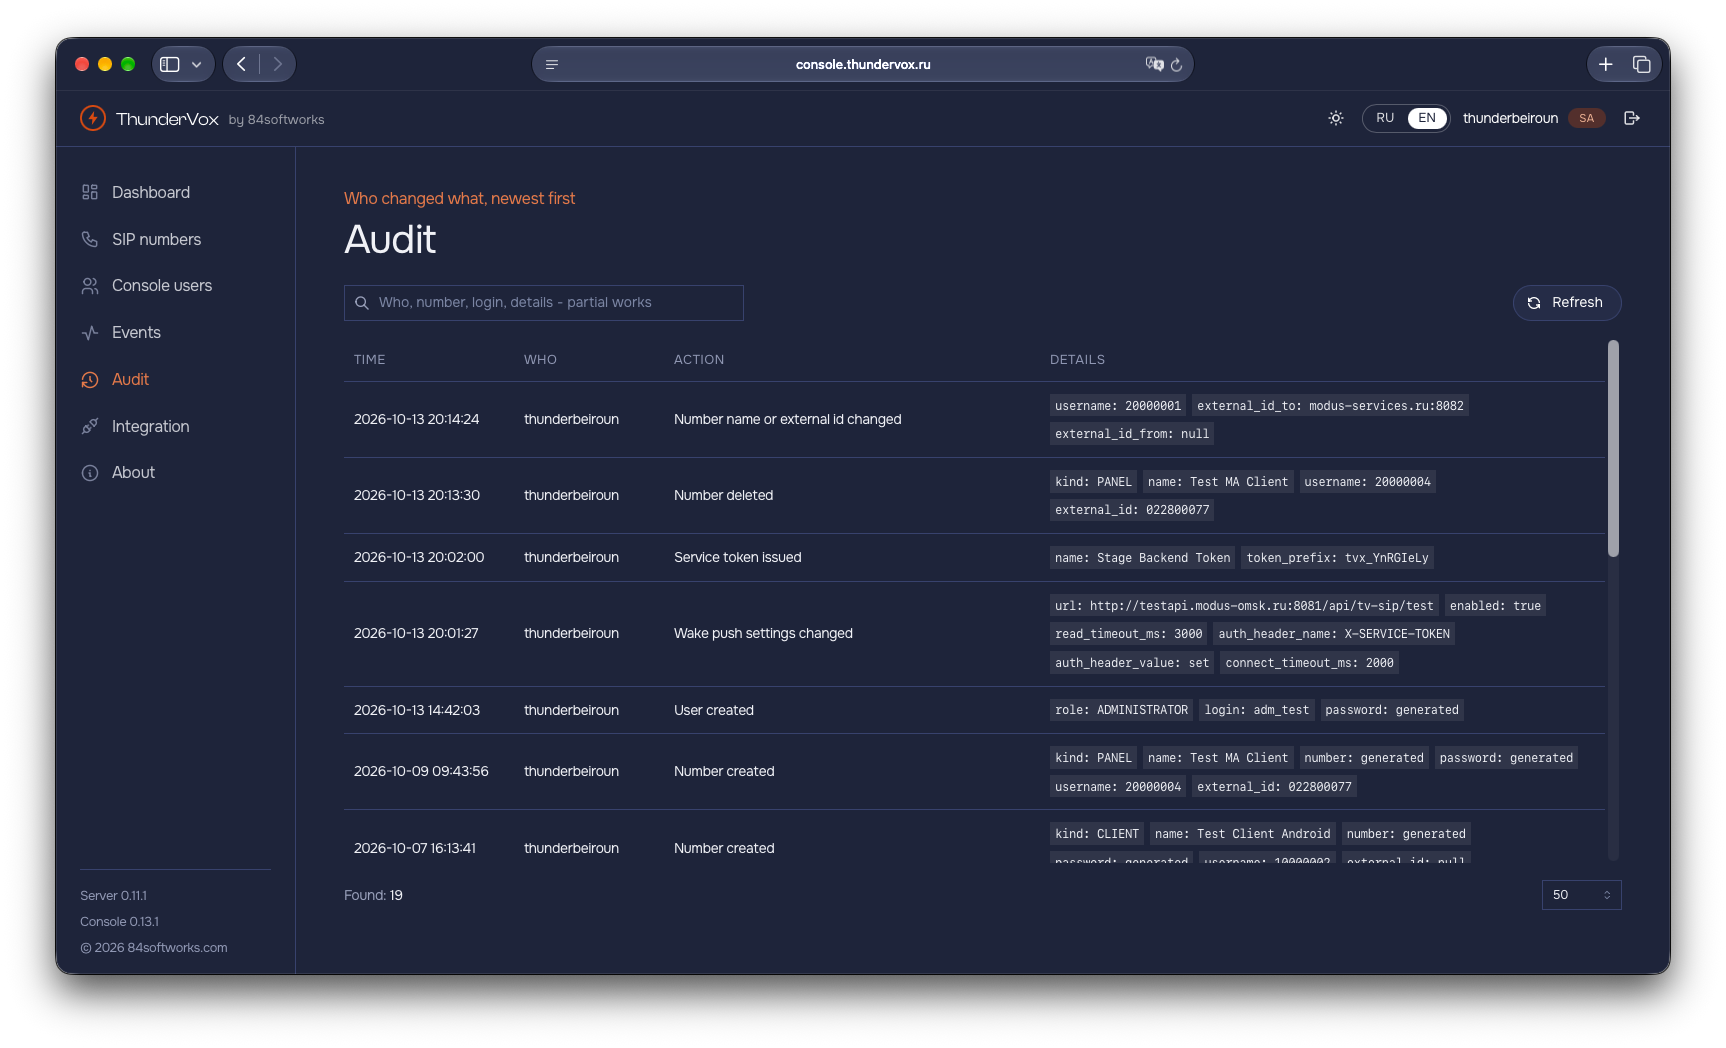 console.thundervox.ru
ThunderVox by 84softworks
RU EN thunderbeiroun SA
Dashboard
SIP numbers
Console users
Events
Audit
Integration
About
Server 0.11.1
Console 0.13.1
© 2026 84softworks.com
Who changed what, newest first
Audit
Who, number, login, details - partial works
Refresh
TIME WHO ACTION DETAILS
2026-10-13 20:14:24 thunderbeiroun Number name or external id changed username: 20000001 external_id_to: modus-services.ru:8082
external_id_from: null
2026-10-13 20:13:30 thunderbeiroun Number deleted kind: PANEL name: Test MA Client username: 20000004
external_id: 022800077
2026-10-13 20:02:00 thunderbeiroun Service token issued name: Stage Backend Token token_prefix: tvx_YnRGIeLy
2026-10-13 20:01:27 thunderbeiroun Wake push settings changed url: http://testapi.modus-omsk.ru:8081/api/tv-sip/test enabled: true
read_timeout_ms: 3000 auth_header_name: X-SERVICE-TOKEN
auth_header_value: set connect_timeout_ms: 2000
2026-10-13 14:42:03 thunderbeiroun User created role: ADMINISTRATOR login: adm_test password: generated
2026-10-09 09:43:56 thunderbeiroun Number created kind: PANEL name: Test MA Client number: generated password: generated
username: 20000004 external_id: 022800077
2026-10-07 16:13:41 thunderbeiroun Number created kind: CLIENT name: Test Client Android number: generated
password: generated username: 10000002 external_id: null
Found: 19
50